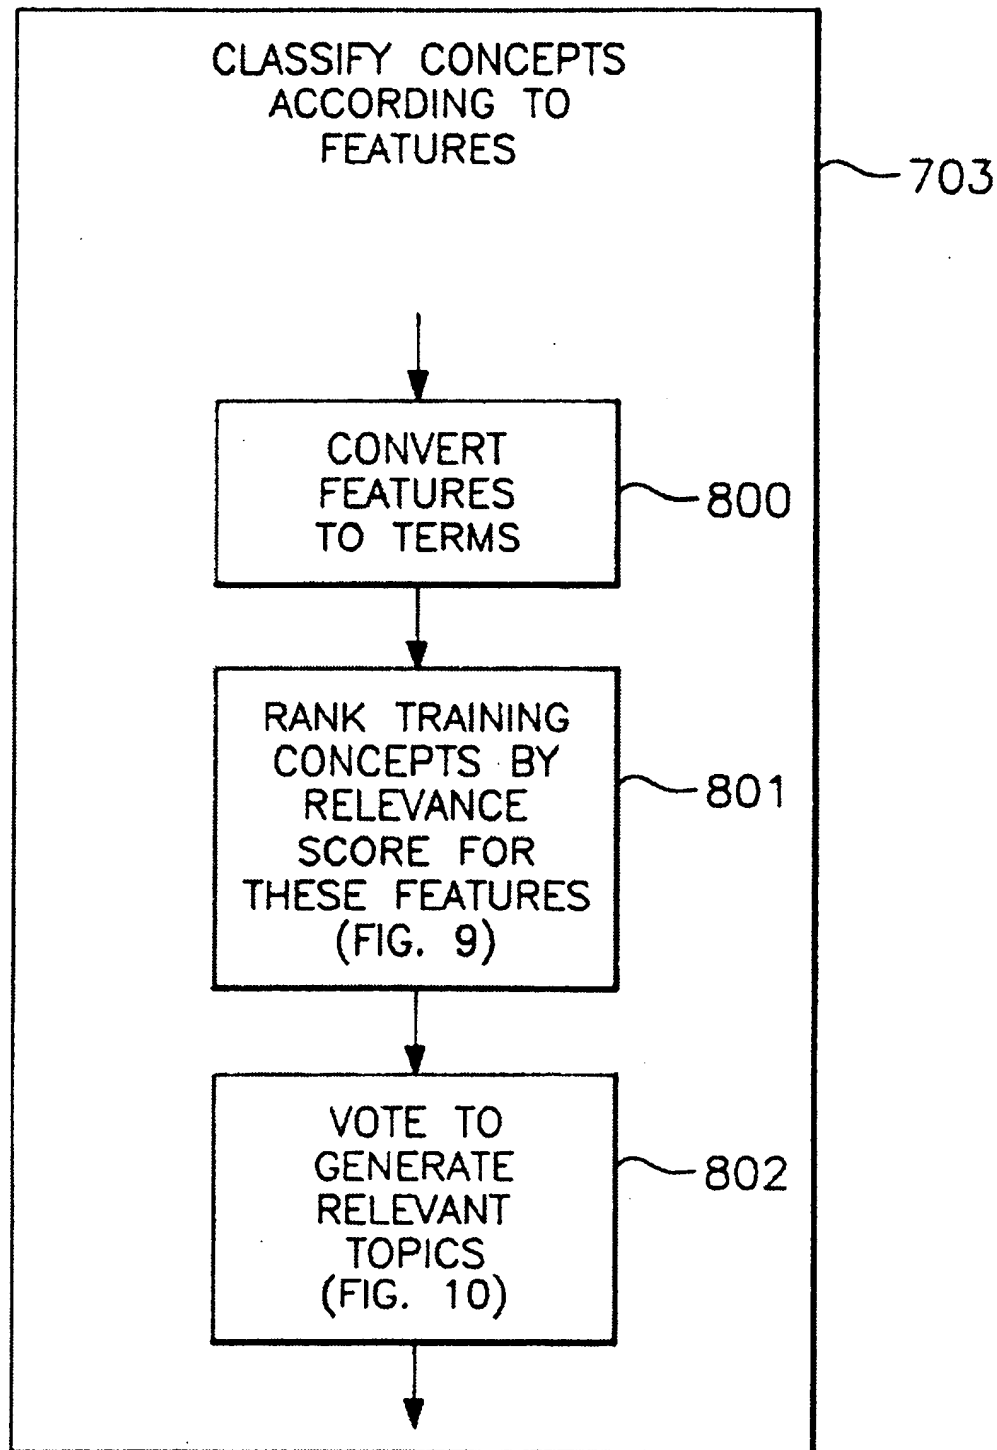 CLASSIFY CONCEPTS
ACCORDING TO
FEATURES
703
CONVERT
FEATURES
TO TERMS
800
RANK TRAINING
CONCEPTS BY
RELEVANCE
SCORE FOR
THESE FEATURES
(FIG. 9)
801
VOTE TO
GENERATE
RELEVANT
TOPICS
(FIG. 10)
802